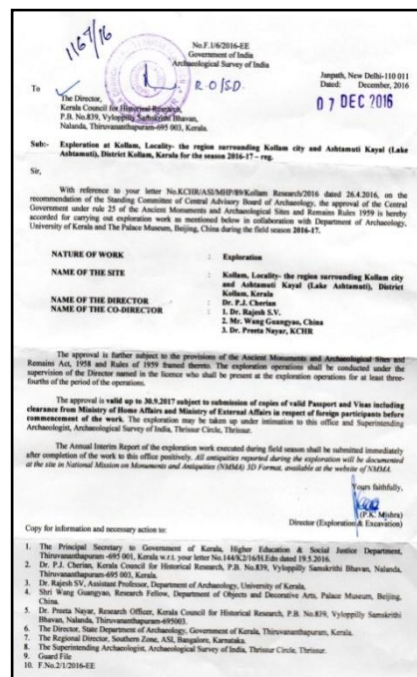 1167/16
No.F.1/6/2016-EE
Government of India
Archaeological Survey of India
R.O/SD.
Janpath, New Delhi-110 011
Dated: December, 2016
07 DEC 2016
To
The Director,
Kerala Council for Historical Research,
P.B. No.839, Vyloppily Samskrithi Bhavan,
Nalanda, Thiruvananthapuram-695 003, Kerala.
Sub:- Exploration at Kollam, Locality- the region surrounding Kollam city and Ashtamuti Kayal (Lake
Ashtamuti), District Kollam, Kerala for the season 2016-17 – reg.
Sir,
With reference to your letter No.KCHR/ASI/MHP/89/Kollam Research/2016 dated 26.4.2016, on the
recommendation of the Standing Committee of Central Advisory Board of Archaeology, the approval of the Central
Government under rule 25 of the Ancient Monuments and Archaeological Sites and Remains Rules 1959 is hereby
accorded for carrying out exploration work as mentioned below in collaboration with Department of Archaeology,
University of Kerala and The Palace Museum, Beijing, China during the field season 2016-17.
NATURE OF WORK : Exploration
NAME OF THE SITE : Kollam, Locality- the region surrounding Kollam city
and Ashtamuti Kayal (Lake Ashtamuti), District
Kollam, Kerala
NAME OF THE DIRECTOR : Dr. P.J. Cherian
NAME OF THE CO-DIRECTOR : 1. Dr. Rajesh S.V.
2. Mr. Wang Guangyao, China
3. Dr. Preeta Nayar, KCHR
The approval is further subject to the provisions of the Ancient Monuments and Archaeological Sites and
Remains Act, 1958 and Rules of 1959 framed thereto. The exploration operations shall be conducted under the
supervision of the Director named in the licence who shall be present at the exploration operations for at least three-
fourths of the period of the operations.
The approval is valid up to 30.9.2017 subject to submission of copies of valid Passport and Visas including
clearance from Ministry of Home Affairs and Ministry of External Affairs in respect of foreign participants before
commencement of the work. The exploration may be taken up under intimation to this office and Superintending
Archaeologist, Archaeological Survey of India, Thrissur Circle, Thrissur.
The Annual Interim Report of the exploration work executed during field season shall be submitted immediately
after completion of the work to this office positively. All antiquities reported during the exploration will be documented
at the site in National Mission on Monuments and Antiquities (NMMA) 3D Format, available at the website of NMMA.
Yours faithfully,
(P.K. Mishra)
Director (Exploration & Excavation)
Copy for information and necessary action to:
1. The Principal Secretary to Government of Kerala, Higher Education & Social Justice Department,
Thiruvananthapuram -695 001, Kerala w.r.t. your letter No.144/K2/16/H.Edn dated 19.5.2016.
2. Dr. P.J. Cherian, Kerala Council for Historical Research, P.B. No.839, Vyloppilly Samskrithi Bhavan, Nalanda,
Thiruvananthapuram-695 003, Kerala.
3. Dr. Rajesh SV, Assistant Professor, Department of Archaeology, University of Kerala.
4. Shri Wang Guangyao, Research Fellow, Department of Objects and Decorative Arts, Palace Museum, Beijing,
China.
5. Dr. Preeta Nayar, Research Officer, Kerala Council for Historical Research, P.B. No.839, Vyloppilly Samskrithi
Bhavan, Nalanda, Thiruvananthapuram-695003.
6. The Director, State Department of Archaeology, Government of Kerala, Thiruvananthapuram, Kerala.
7. The Regional Director, Southern Zone, ASI, Bangalore, Karnataka.
8. The Superintending Archaeologist, Archaeological Survey of India, Thrissur Circle, Thrissur.
9. Guard File
10. F.No.2/1/2016-EE